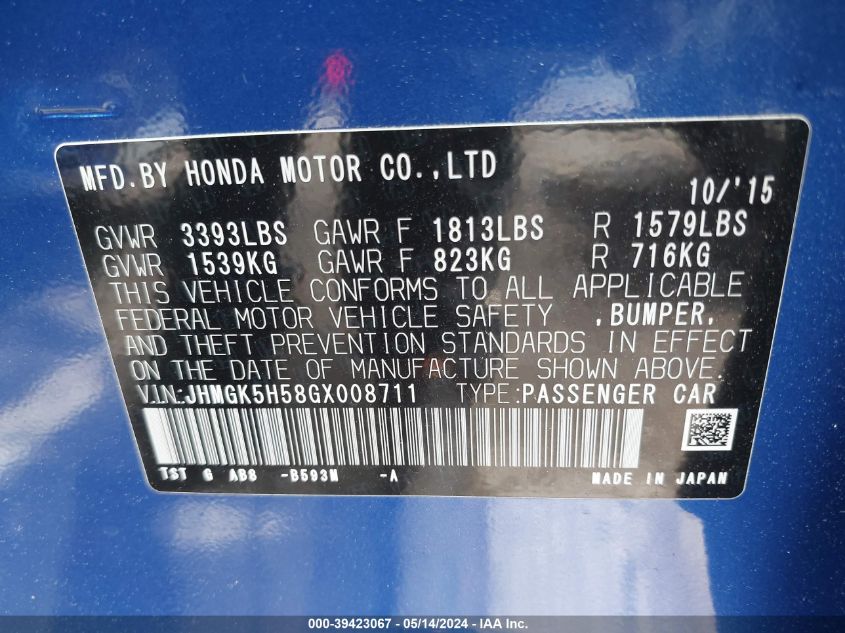 MFD.BY HONDA MOTOR CO.,LTD
10/'15
GVWR 3393LBS GAWR F 1813LBS R 1579LBS
GVWR 1539KG GAWR F 823KG R 716KG
THIS VEHICLE CONFORMS TO ALL APPLICABLE
FEDERAL MOTOR VEHICLE SAFETY ,BUMPER,
AND THEFT PREVENTION STANDARDS IN EFFECT
ON THE DATE OF MANUFACTURE SHOWN ABOVE.
VIN:JHMGK5H58GX008711 TYPE:PASSENGER CAR
TST G AB8 -B593M -A
MADE IN JAPAN
000-39423067 - 05/14/2024 - IAA Inc.